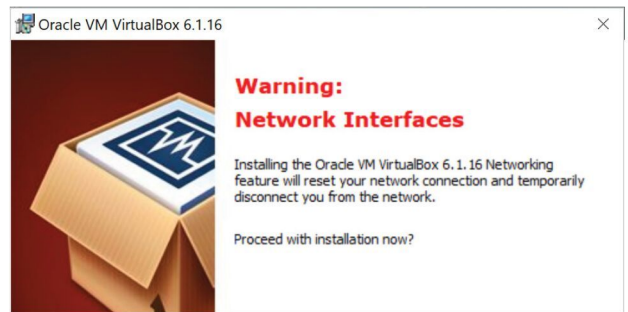 Oracle VM VirtualBox 6.1.16
Warning:
Network Interfaces
Installing the Oracle VM VirtualBox 6.1.16 Networking
feature will reset your network connection and temporarily
disconnect you from the network.
Proceed with installation now?